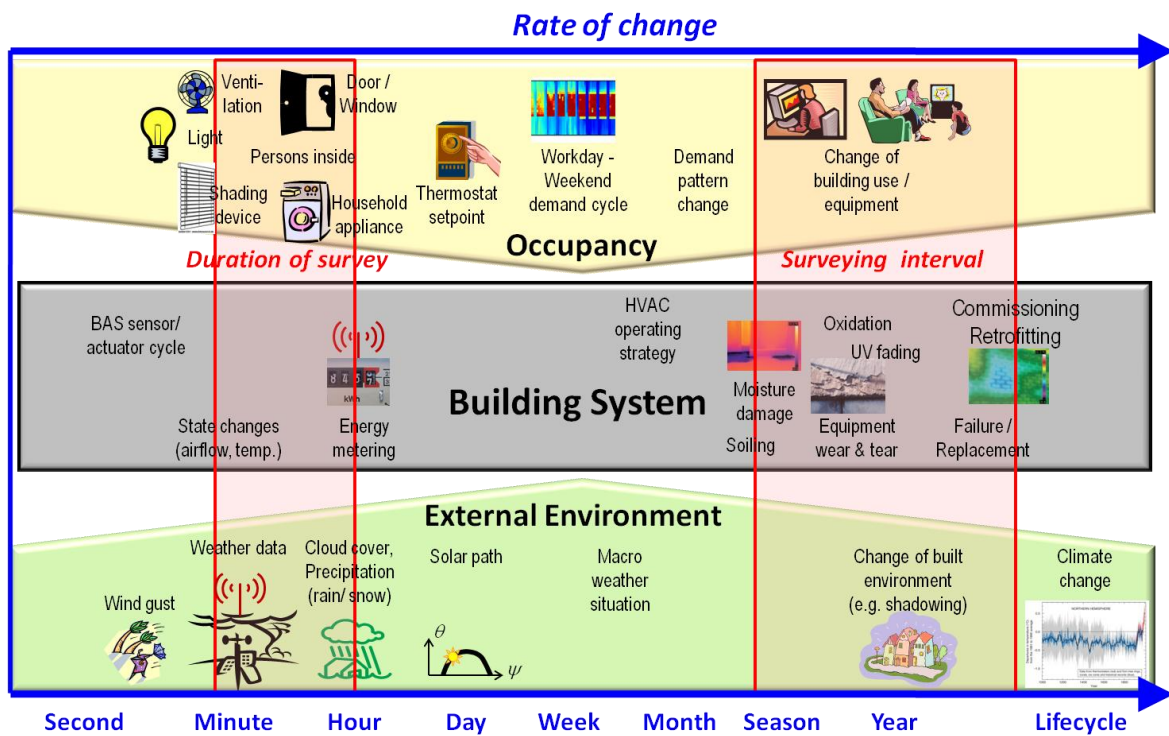 Rate of change
Venti-
lation
Door /
Window
Light
Persons inside
Shading
device
Household
appliance
Thermostat
setpoint
Workday -
Weekend
demand cycle
Demand
pattern
change
Change of
building use /
equipment
Occupancy
Duration of survey
Surveying interval
BAS sensor/
actuator cycle
HVAC
operating
strategy
Oxidation
UV fading
Commissioning
Retrofitting
kWh
Building System
Moisture
damage
Soiling
State changes
(airflow, temp.)
Energy
metering
Equipment
wear & tear
Failure /
Replacement
External Environment
Weather data
Cloud cover,
Precipitation
(rain/ snow)
Solar path
Macro
weather
situation
Change of built
environment
(e.g. shadowing)
Climate
change
Wind gust
θ
ψ
NORTHERN HEMISPHERE
Second
Minute
Hour
Day
Week
Month
Season
Year
Lifecycle